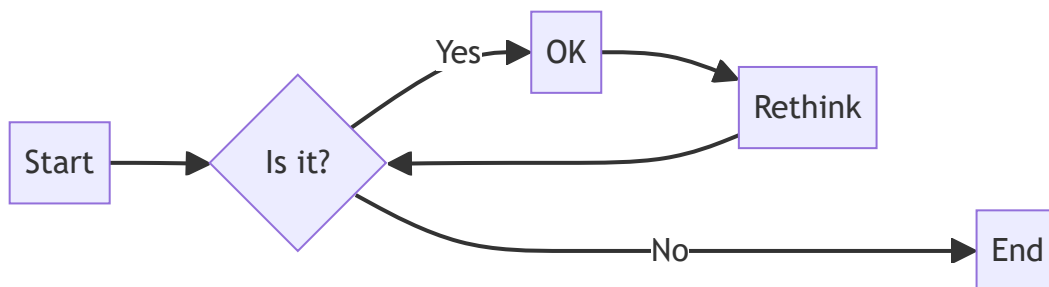 Start
Is it?
Yes
OK
Rethink
No
End